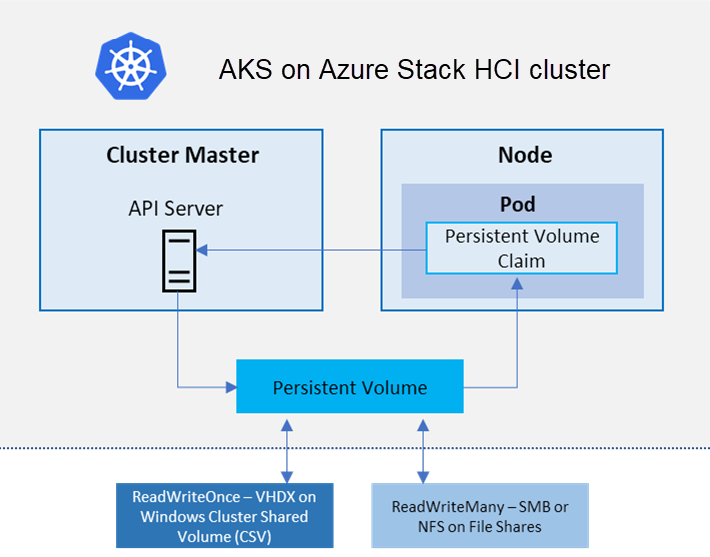 AKS on Azure Stack HCI cluster
Cluster Master
API Server
Node
Pod
Persistent Volume
Claim
Persistent Volume
ReadWriteOnce – VHDX on
Windows Cluster Shared
Volume (CSV)
ReadWriteMany – SMB or
NFS on File Shares